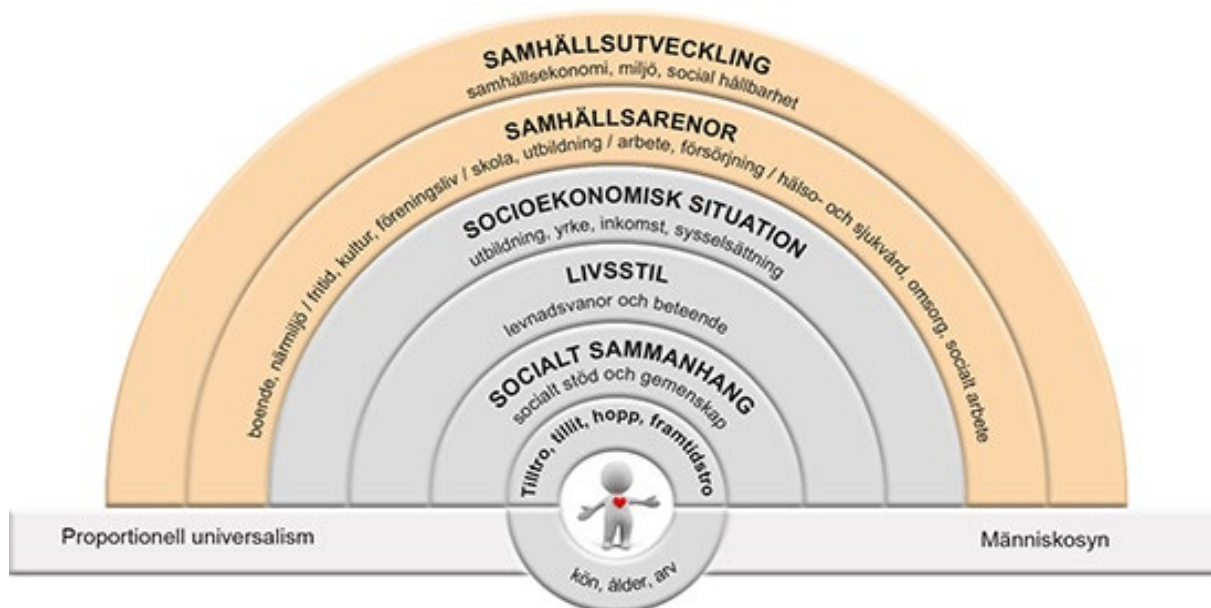 SAMHÄLLSUTVECKLING
samhällsekonomi, miljö, social hållbarhet
SAMHÄLLSARENOR
boende, närmiljö / fritid, kultur, föreningsliv / skola, utbildning / arbete, försörjning / hälso- och sjukvård, omsorg, socialt arbete
SOCIOEKONOMISK SITUATION
utbildning, yrke, inkomst, sysselsättning
LIVSSTIL
levnadsvanor och beteende
SOCIALT SAMMANHANG
socialt stöd och gemenskap
Tilltro, tillit, hopp, framtidstro
Proportionell universalism
Människosyn
kön, ålder, arv